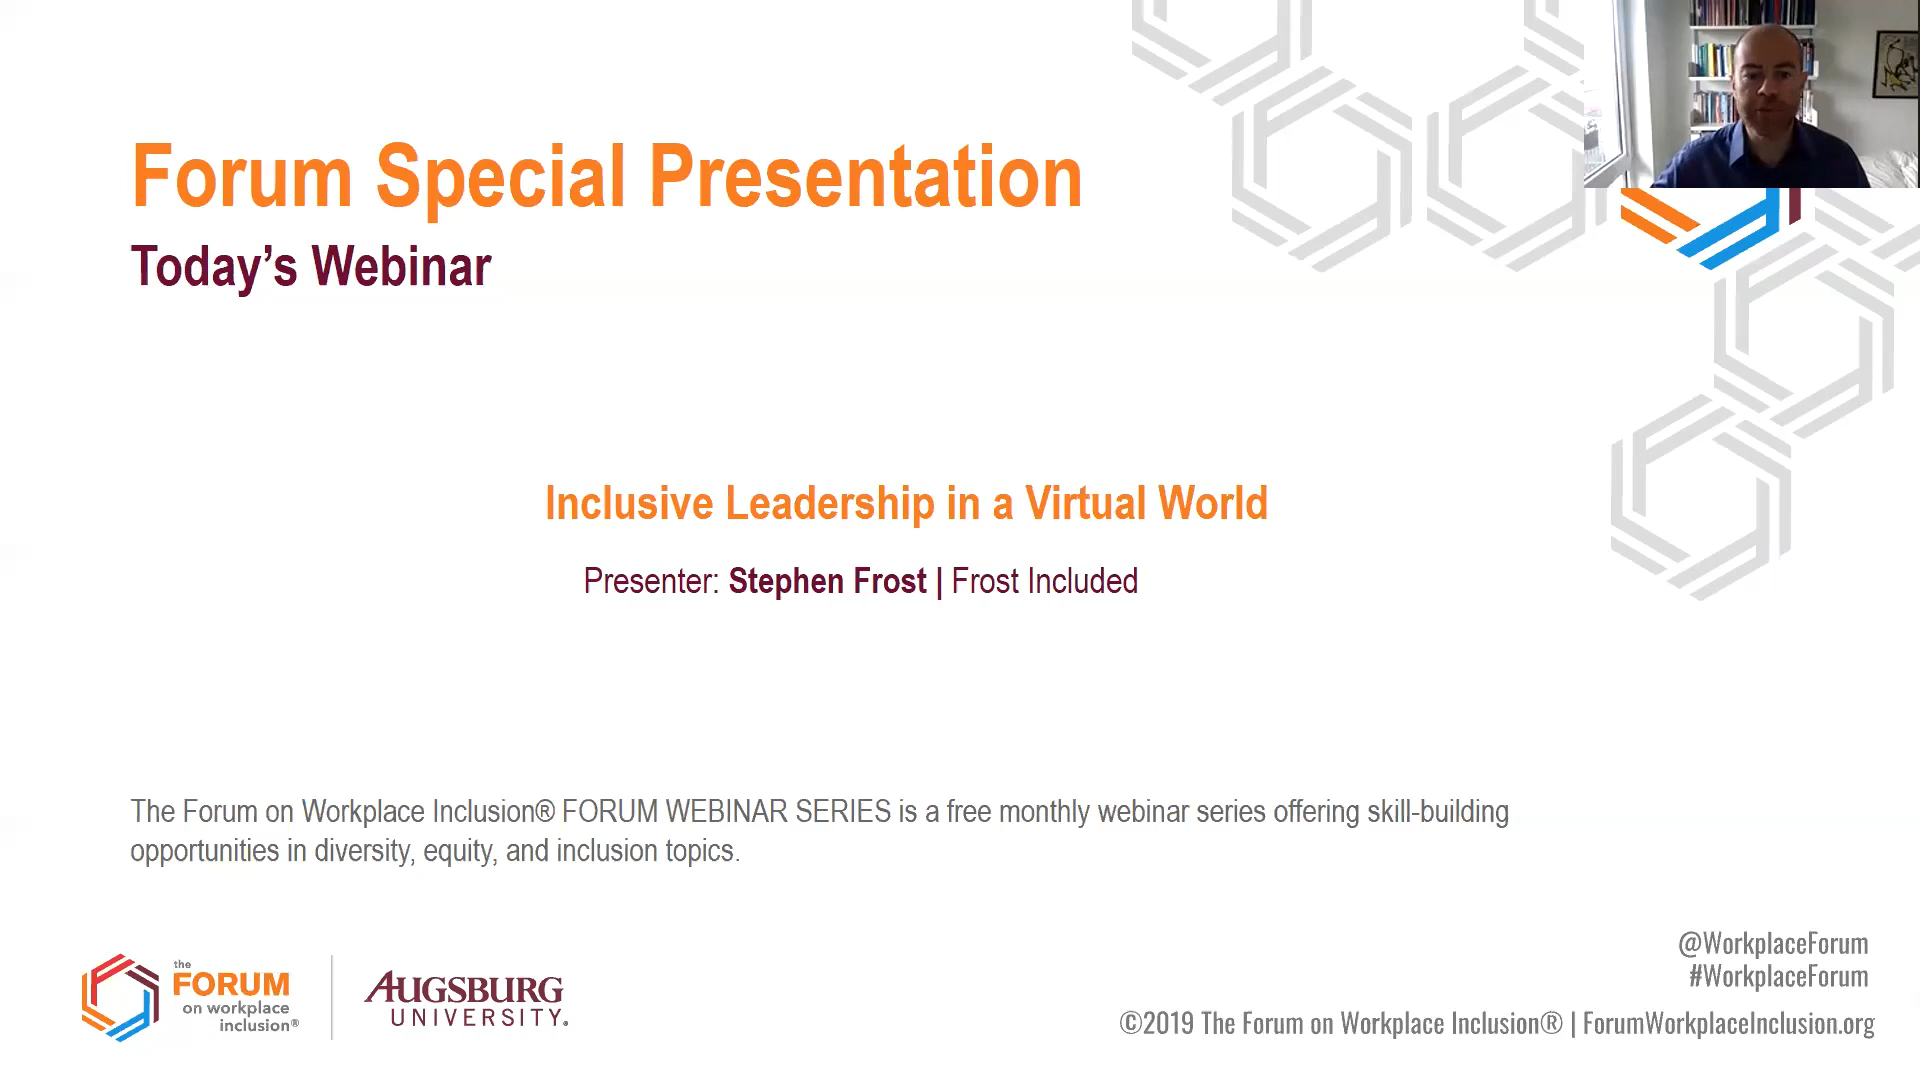 Forum Special Presentation
Today's Webinar
Inclusive Leadership in a Virtual World
Presenter: Stephen Frost | Frost Included
The Forum on Workplace Inclusion® FORUM WEBINAR SERIES is a free monthly webinar series offering skill-building
opportunities in diversity, equity, and inclusion topics.
the
FORUM
on workplace
inclusion®
AUGSBURG
UNIVERSITY.
@WorkplaceForum
#WorkplaceForum
©2019 The Forum on Workplace Inclusion® | ForumWorkplaceInclusion.org